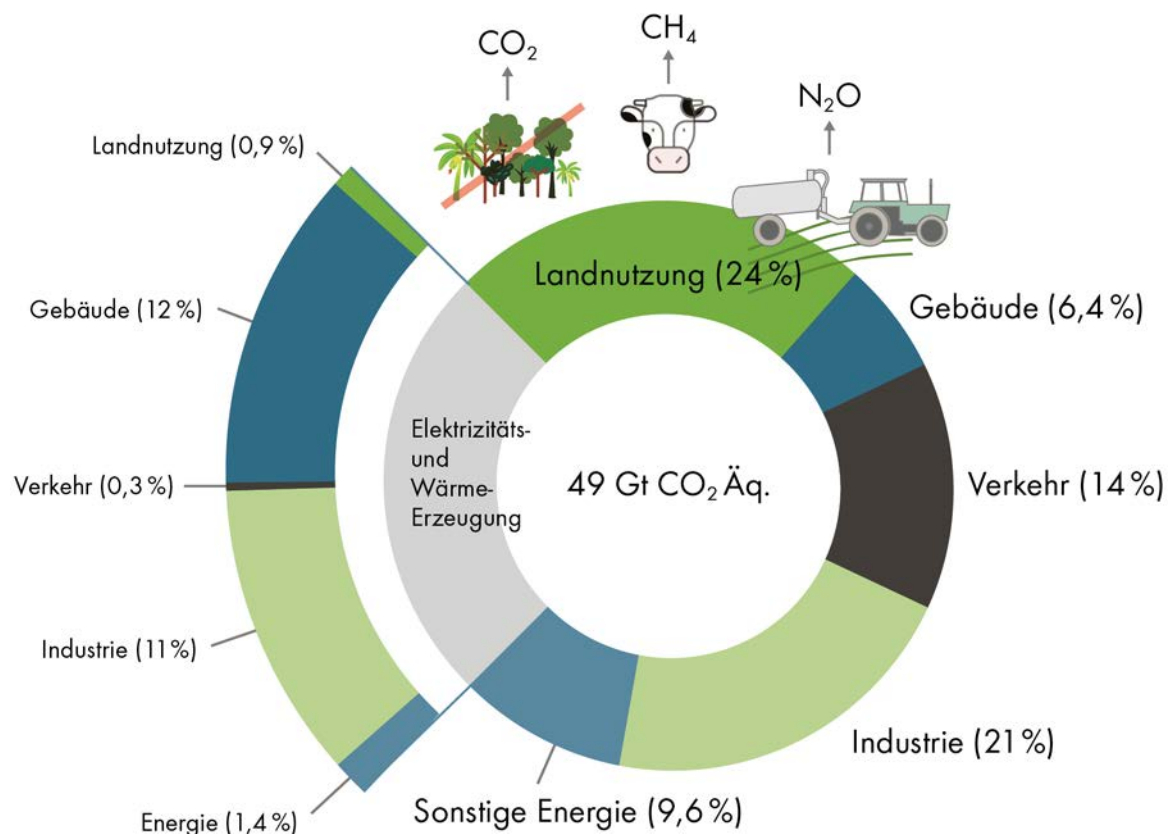 CO₂
CH₄
N₂O
Landnutzung (0,9 %)
Gebäude (12 %)
Verkehr (0,3 %)
Industrie (11 %)
Energie (1,4 %)
Landnutzung (24 %)
Gebäude (6,4 %)
Verkehr (14 %)
Industrie (21 %)
Sonstige Energie (9,6 %)
Elektrizitäts-
und
Wärme-
Erzeugung
49 Gt CO₂ Äq.